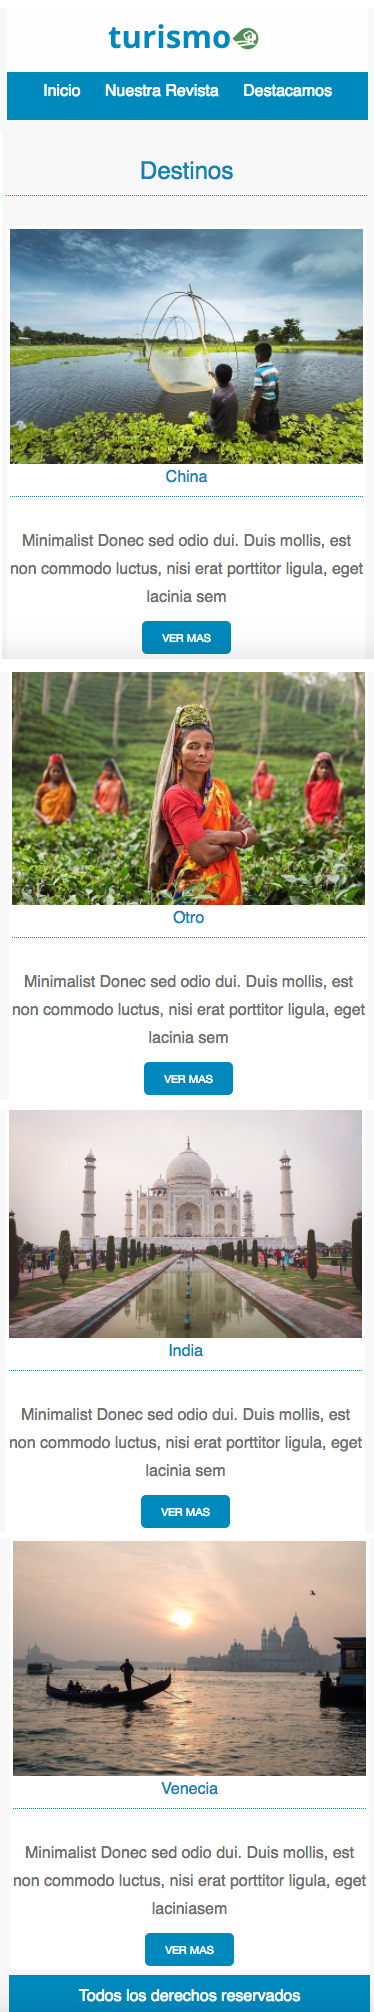 turismo
Inicio Nuestra Revista Destacamos
Destinos
China
Minimalist Donec sed odio dui. Duis mollis, est
non commodo luctus, nisi erat porttitor ligula, eget
lacinia sem
VER MAS
Otro
Minimalist Donec sed odio dui. Duis mollis, est
non commodo luctus, nisi erat porttitor ligula, eget
lacinia sem
VER MAS
India
Minimalist Donec sed odio dui. Duis mollis, est
non commodo luctus, nisi erat porttitor ligula, eget
lacinia sem
VER MAS
Venecia
Minimalist Donec sed odio dui. Duis mollis, est
non commodo luctus, nisi erat porttitor ligula, eget
laciniasem
VER MAS
Todos los derechos reservados